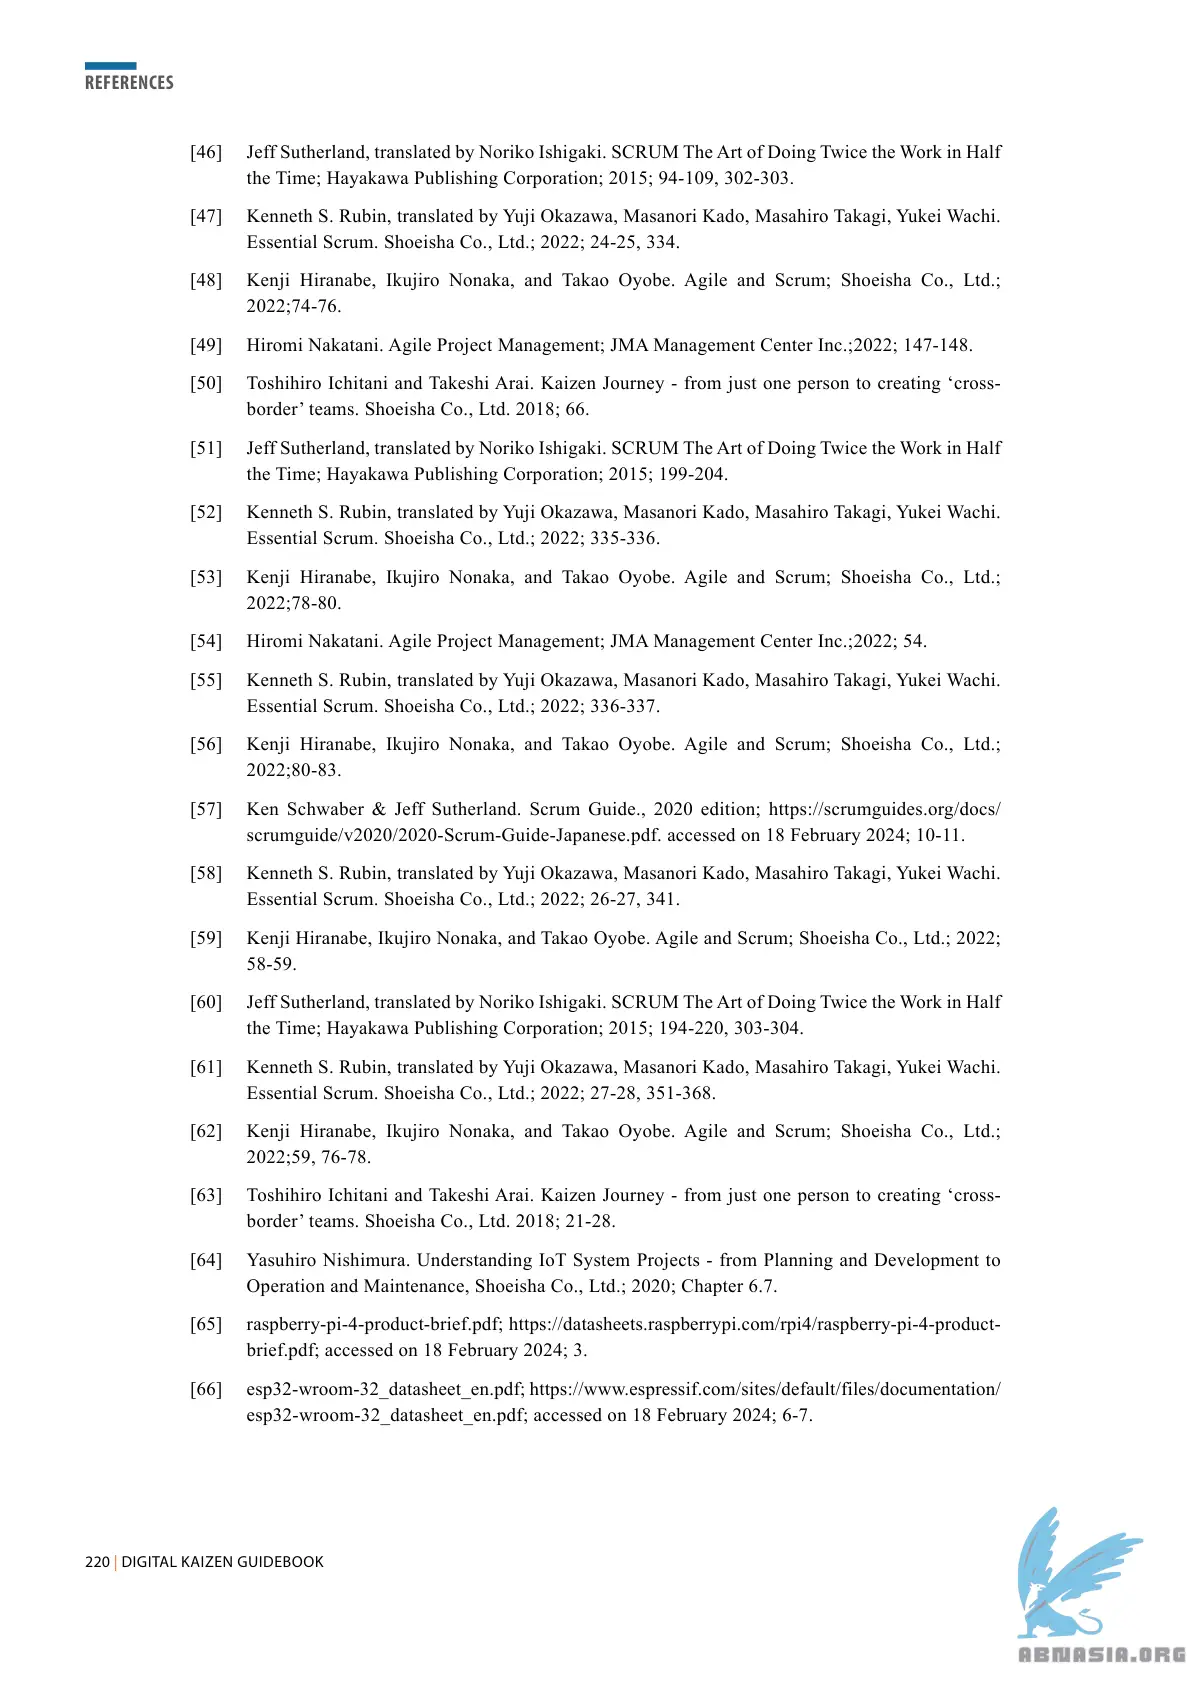 REFERENCES
[46] Jeff Sutherland, translated by Noriko Ishigaki. SCRUM The Art of Doing Twice the Work in Half
the Time; Hayakawa Publishing Corporation; 2015; 94-109, 302-303.
[47] Kenneth S. Rubin, translated by Yuji Okazawa, Masanori Kado, Masahiro Takagi, Yukei Wachi.
Essential Scrum. Shoeisha Co., Ltd.; 2022; 24-25, 334.
[48] Kenji Hiranabe, Ikujiro Nonaka, and Takao Oyobe. Agile and Scrum; Shoeisha Co., Ltd.;
2022;74-76.
[49] Hiromi Nakatani. Agile Project Management; JMA Management Center Inc.;2022; 147-148.
[50] Toshihiro Ichitani and Takeshi Arai. Kaizen Journey - from just one person to creating ‘cross-
border’ teams. Shoeisha Co., Ltd. 2018; 66.
[51] Jeff Sutherland, translated by Noriko Ishigaki. SCRUM The Art of Doing Twice the Work in Half
the Time; Hayakawa Publishing Corporation; 2015; 199-204.
[52] Kenneth S. Rubin, translated by Yuji Okazawa, Masanori Kado, Masahiro Takagi, Yukei Wachi.
Essential Scrum. Shoeisha Co., Ltd.; 2022; 335-336.
[53] Kenji Hiranabe, Ikujiro Nonaka, and Takao Oyobe. Agile and Scrum; Shoeisha Co., Ltd.;
2022;78-80.
[54] Hiromi Nakatani. Agile Project Management; JMA Management Center Inc.;2022; 54.
[55] Kenneth S. Rubin, translated by Yuji Okazawa, Masanori Kado, Masahiro Takagi, Yukei Wachi.
Essential Scrum. Shoeisha Co., Ltd.; 2022; 336-337.
[56] Kenji Hiranabe, Ikujiro Nonaka, and Takao Oyobe. Agile and Scrum; Shoeisha Co., Ltd.;
2022;80-83.
[57] Ken Schwaber & Jeff Sutherland. Scrum Guide., 2020 edition; https://scrumguides.org/docs/
scrumguide/v2020/2020-Scrum-Guide-Japanese.pdf. accessed on 18 February 2024; 10-11.
[58] Kenneth S. Rubin, translated by Yuji Okazawa, Masanori Kado, Masahiro Takagi, Yukei Wachi.
Essential Scrum. Shoeisha Co., Ltd.; 2022; 26-27, 341.
[59] Kenji Hiranabe, Ikujiro Nonaka, and Takao Oyobe. Agile and Scrum; Shoeisha Co., Ltd.; 2022;
58-59.
[60] Jeff Sutherland, translated by Noriko Ishigaki. SCRUM The Art of Doing Twice the Work in Half
the Time; Hayakawa Publishing Corporation; 2015; 194-220, 303-304.
[61] Kenneth S. Rubin, translated by Yuji Okazawa, Masanori Kado, Masahiro Takagi, Yukei Wachi.
Essential Scrum. Shoeisha Co., Ltd.; 2022; 27-28, 351-368.
[62] Kenji Hiranabe, Ikujiro Nonaka, and Takao Oyobe. Agile and Scrum; Shoeisha Co., Ltd.;
2022;59, 76-78.
[63] Toshihiro Ichitani and Takeshi Arai. Kaizen Journey - from just one person to creating ‘cross-
border’ teams. Shoeisha Co., Ltd. 2018; 21-28.
[64] Yasuhiro Nishimura. Understanding IoT System Projects - from Planning and Development to
Operation and Maintenance, Shoeisha Co., Ltd.; 2020; Chapter 6.7.
[65] raspberry-pi-4-product-brief.pdf; https://datasheets.raspberrypi.com/rpi4/raspberry-pi-4-product-
brief.pdf; accessed on 18 February 2024; 3.
[66] esp32-wroom-32_datasheet_en.pdf; https://www.espressif.com/sites/default/files/documentation/
esp32-wroom-32_datasheet_en.pdf; accessed on 18 February 2024; 6-7.
220 | DIGITAL KAIZEN GUIDEBOOK
ABNASIA.ORG